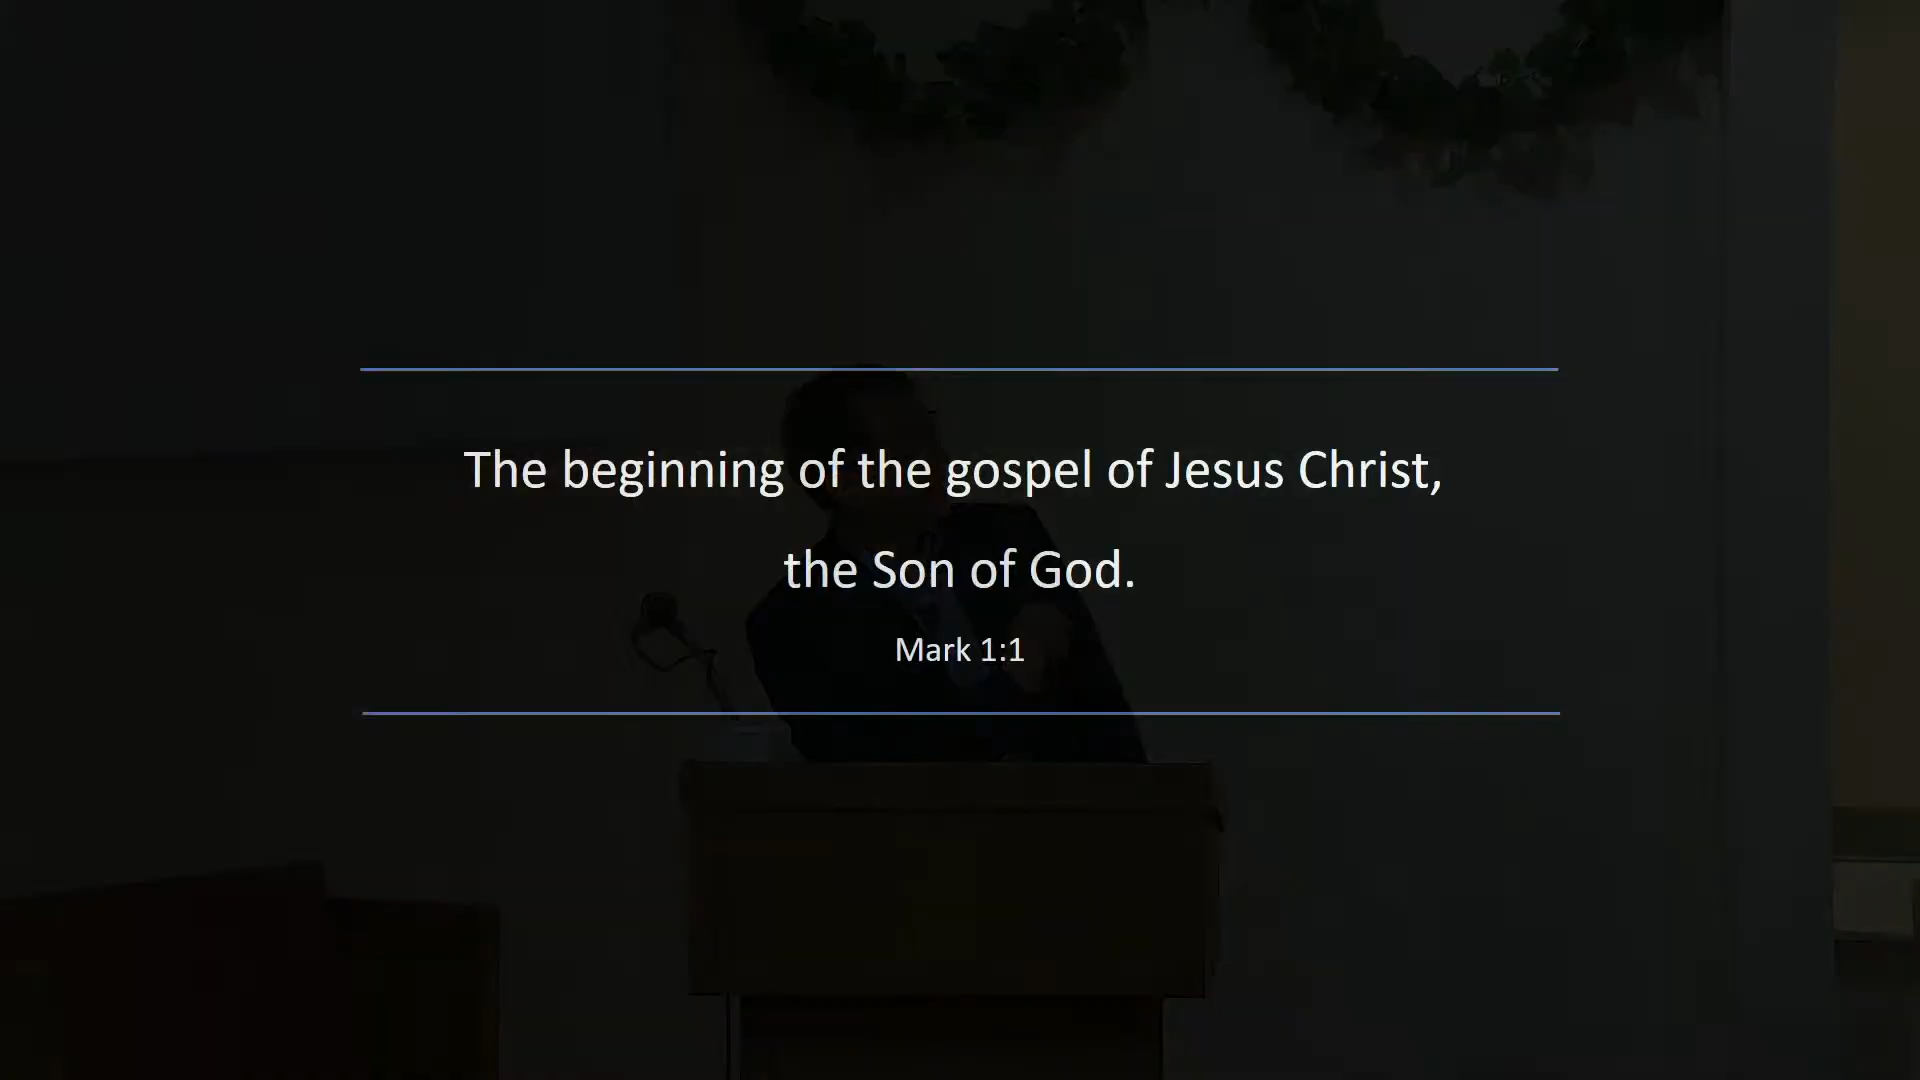 The beginning of the gospel of Jesus Christ,
the Son of God.
Mark 1:1